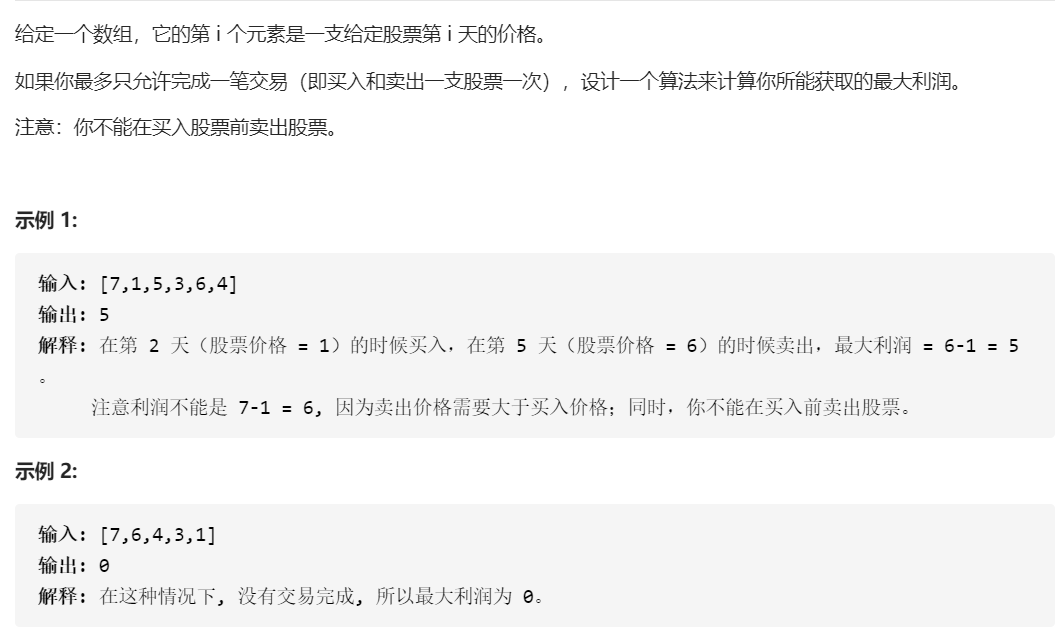 给定一个数组，它的第 i 个元素是一支给定股票第 i 天的价格。
如果你最多只允许完成一笔交易（即买入和卖出一支股票一次），设计一个算法来计算你所能获取的最大利润。
注意：你不能在买入股票前卖出股票。
示例 1:
输入: [7,1,5,3,6,4]
输出: 5
解释: 在第 2 天（股票价格 = 1）的时候买入，在第 5 天（股票价格 = 6）的时候卖出，最大利润 = 6-1 = 5
。
注意利润不能是 7-1 = 6, 因为卖出价格需要大于买入价格；同时，你不能在买入前卖出股票。
示例 2:
输入: [7,6,4,3,1]
输出: 0
解释: 在这种情况下, 没有交易完成, 所以最大利润为 0。